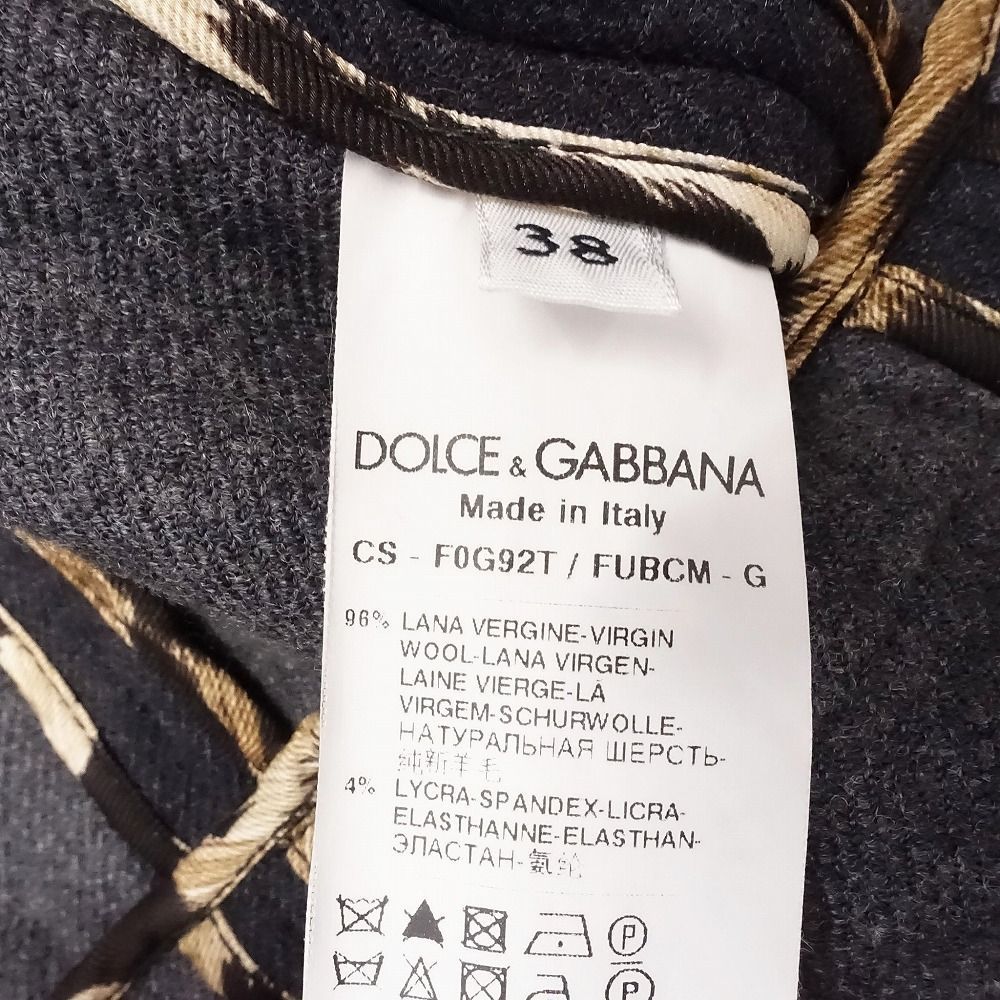 38
DOLCE & GABBANA
Made in Italy
CS - F0G92T / FUBCM - G
96% LANA VERGINE-VIRGIN
WOOL-LANA VIRGEN-
LAINE VIERGE-LÃ
VIRGEM-SCHURWOLLE-
НАТУРАЛЬНАЯ ШЕРСТЬ-
純新羊毛
4% LYCRA-SPANDEX-LICRA-
ELASTHANNE-ELASTHAN-
ЭЛАСТАН-氨纶
P
P